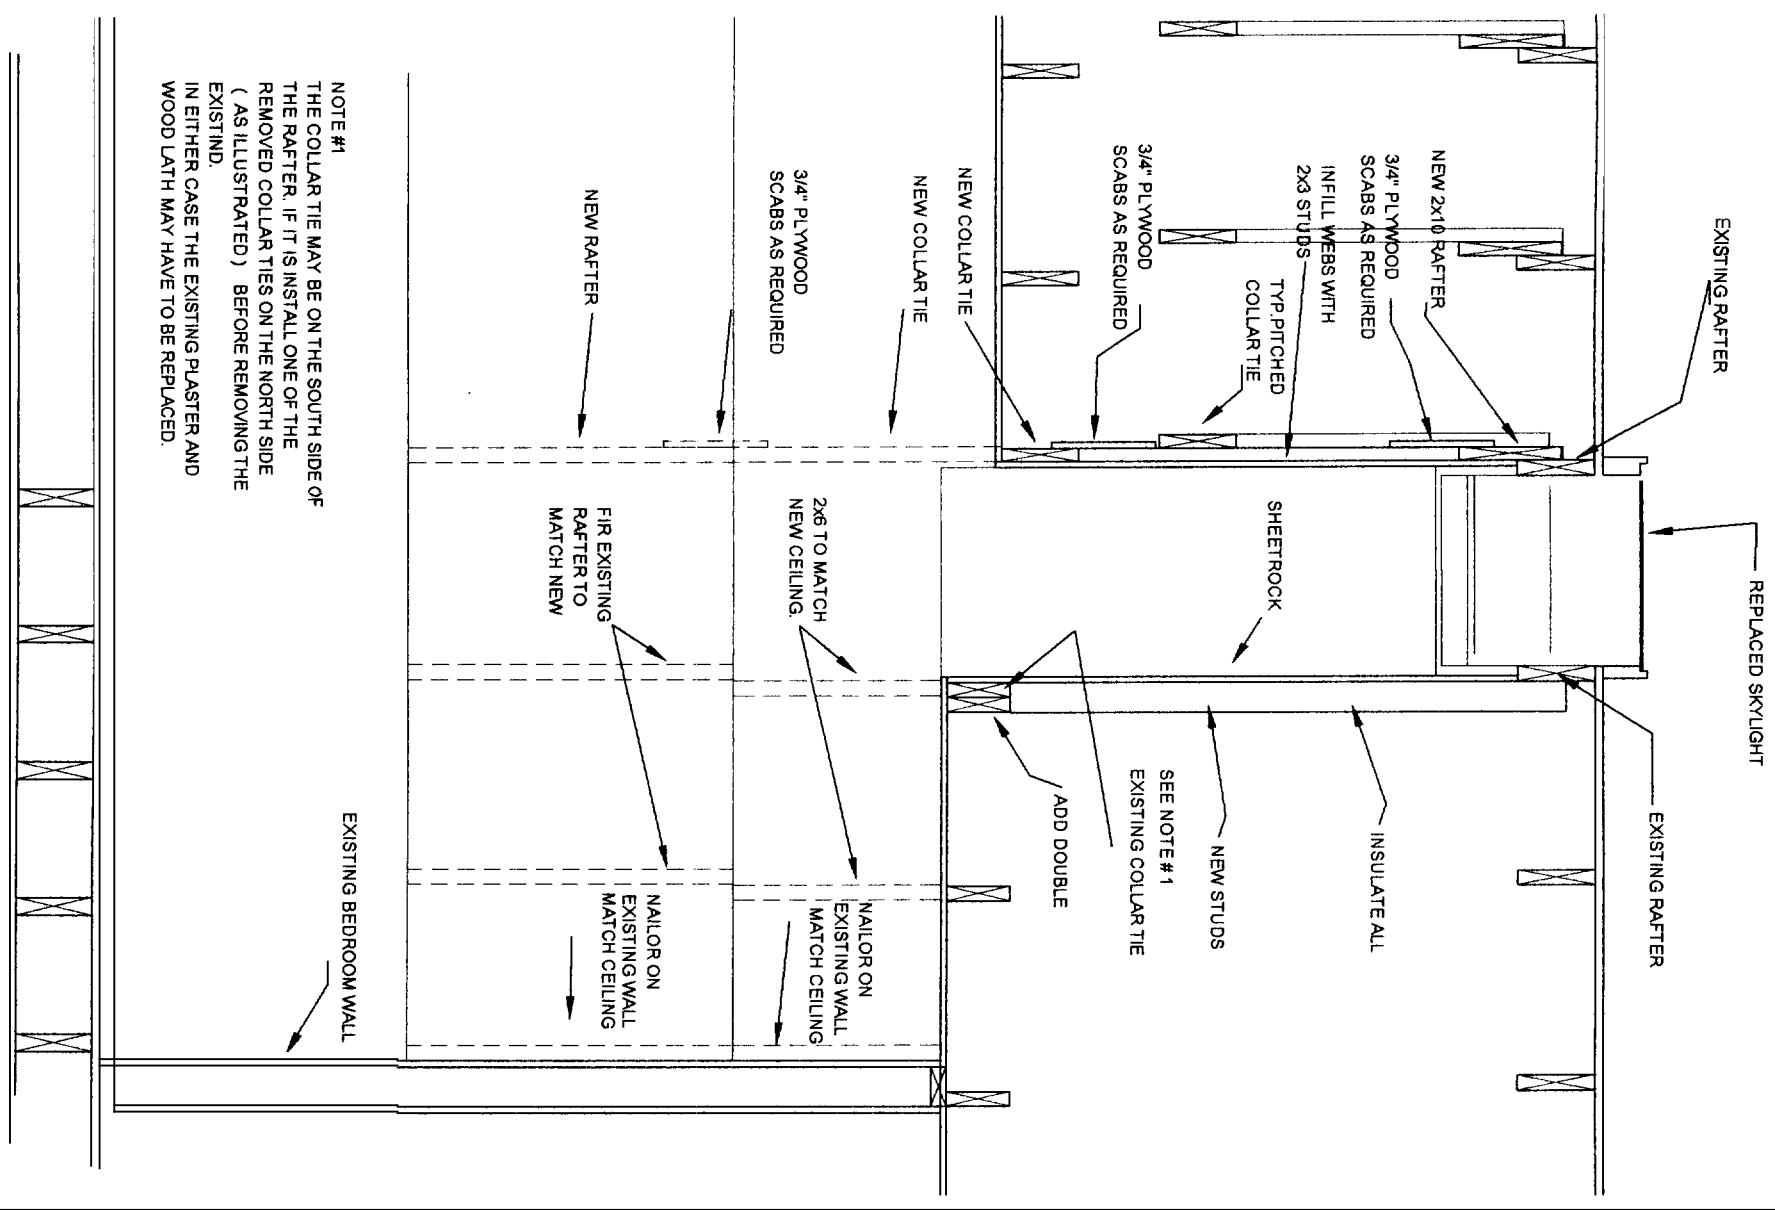 REPLACED SKYLIGHT
EXISTING RAFTER
EXISTING RAFTER
NEW 2x10 RAFTER
3/4" PLYWOOD
SCABS AS REQUIRED
INFILL WEBS WITH
2x3 STUDS
TYP.PITCHED
COLLAR TIE
3/4" PLYWOOD
SCABS AS REQUIRED
NEW COLLAR TIE
NEW COLLAR TIE
SHEETROCK
INSULATE ALL
NEW STUDS
SEE NOTE #1
EXISTING COLLAR TIE
ADD DOUBLE
3/4" PLYWOOD
SCABS AS REQUIRED
2x6 TO MATCH
NEW CEILING.
NAILOR ON
EXISTING WALL
MATCH CEILING
NEW RAFTER
FIR EXISTING
RAFTER TO
MATCH NEW
NAILOR ON
EXISTING WALL
MATCH CEILING
EXISTING BEDROOM WALL
NOTE #1
THE COLLAR TIE MAY BE ON THE SOUTH SIDE OF
THE RAFTER. IF IT IS INSTALL ONE OF THE
REMOVED COLLAR TIES ON THE NORTH SIDE
( AS ILLUSTRATED ) BEFORE REMOVING THE
EXISTIND.
IN EITHER CASE THE EXISTING PLASTER AND
WOOD LATH MAY HAVE TO BE REPLACED.